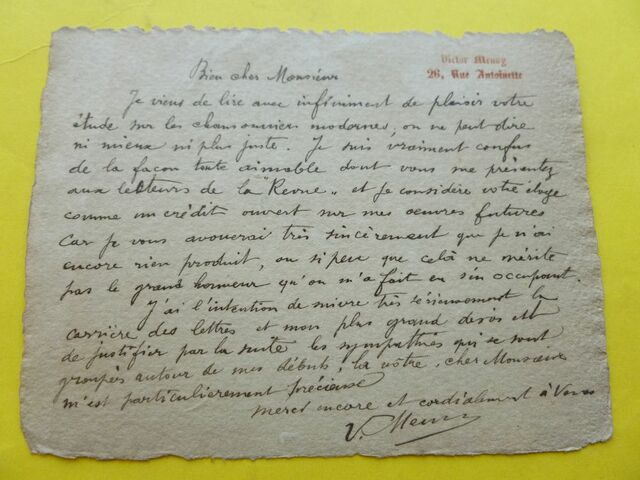 Victor Meusy
26, Rue Antoinette
Bien cher Monsieur
Je viens de lire avec infiniment de plaisir votre
étude sur les chansonniers modernes, on ne peut dire
ni mieux ni plus juste. Je suis vraiment confus
de la façon toute aimable dont vous me présentez
aux lecteurs de la "Revue" et je considère votre éloge
comme un crédit ouvert sur mes oeuvres futures
Car je vous avouerai très sincèrement que je n'ai
encore rien produit, ou si peu que celà ne mérite
pas le grand honneur qu'on m'a fait en s'en occupant.
J'ai l'intention de suivre très sérieusement la
carrière des lettres et mon plus grand désir est
de justifier par la suite les sympathies qui se sont
groupées autour de mes débuts, la vôtre, cher Monsieur
m'est particulièrement précieuse
Merci encore et cordialement à vous
V. Meusy